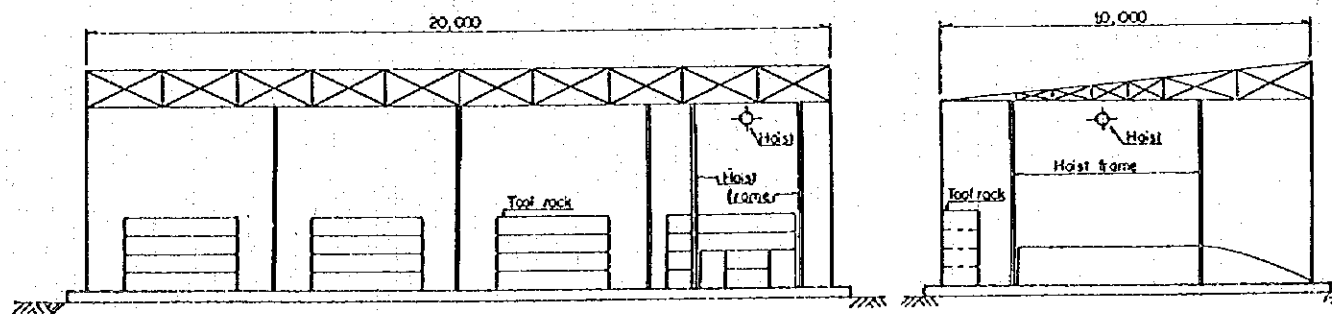 20,000
Hoist
Hoist
frame
Tool rack
10,000
Hoist
Hoist frame
Tool rack